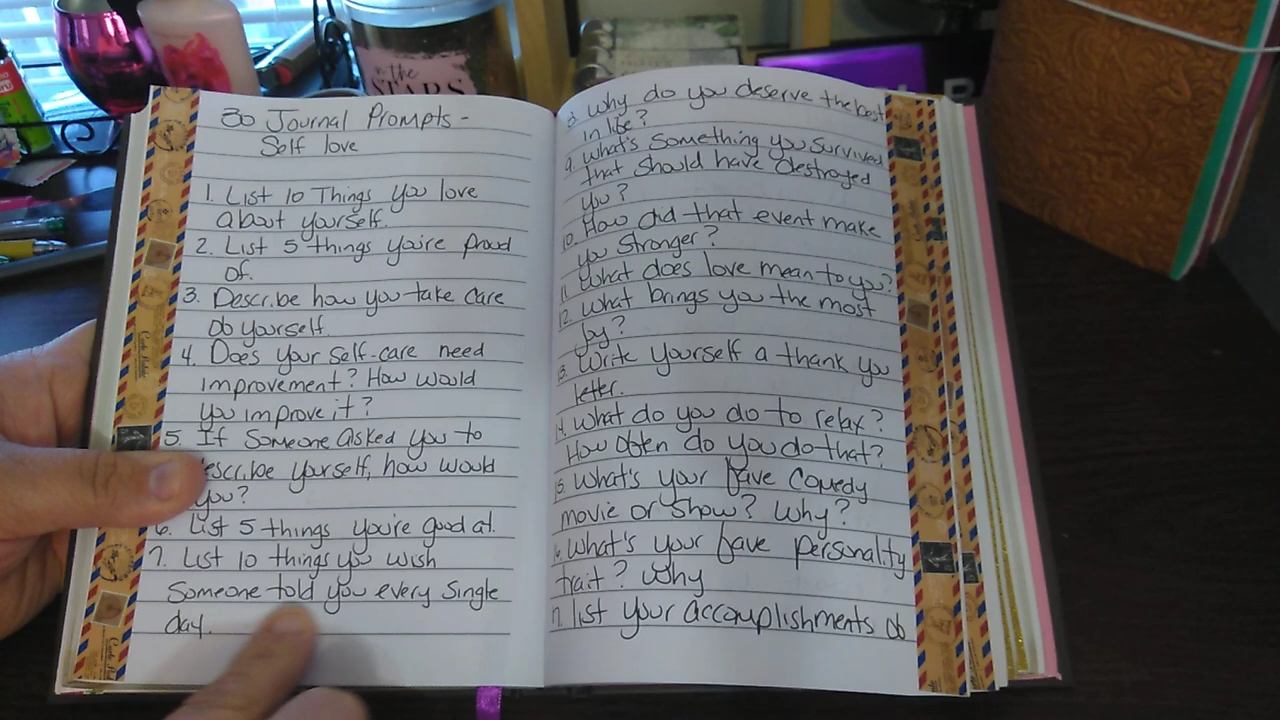 30 Journal Prompts -
Self love
1. List 10 Things you love
about yourself.
2. List 5 things you're proud
of.
3. Describe how you take care
of yourself.
4. Does your self-care need
improvement? How would
you improve it?
5. If Someone asked you to
describe yourself, how would
you?
6. List 5 things you're good at.
7. List 10 things you wish
Someone told you every single
day.
8. Why do you deserve the best
in life?
9. What's Something you Survived
that Should have destroyed
you?
10. How did that event make
you Stronger?
11. What does love mean to you?
12. What brings you the most
joy?
13. Write yourself a thank you
letter.
14. What do you do to relax?
How often do you do that?
15. What's your fave Comedy
movie or Show? Why?
16. What's your fave personality
trait? Why
17. list your accomplishments of
in the
STARS